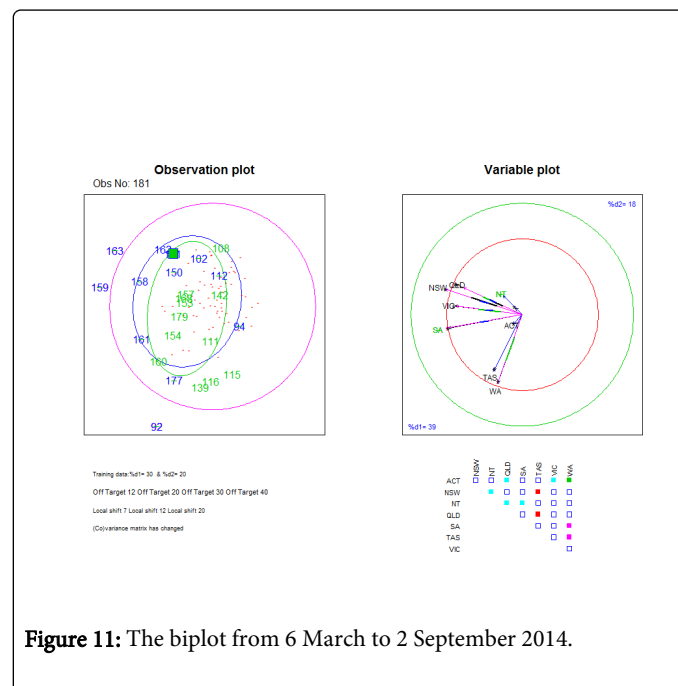 Observation plot
Obs No: 181
163
162
108
102
150
112
158
159
157
142
168
153
179
94
154
161
111
160
115
177
116
139
92
Training data:%d1= 30 & %d2= 20
Off Target 12 Off Target 20 Off Target 30 Off Target 40
Local shift 7 Local shift 12 Local shift 20
(Co)variance matrix has changed
Variable plot
%d2= 18
QLD
NSW
NT
VIC
ACT
SA
TAS
WA
%d1= 39
NSW
NT
QLD
SA
TAS
VIC
WA
ACT
NSW
NT
QLD
SA
TAS
VIC
Figure 11: The biplot from 6 March to 2 September 2014.